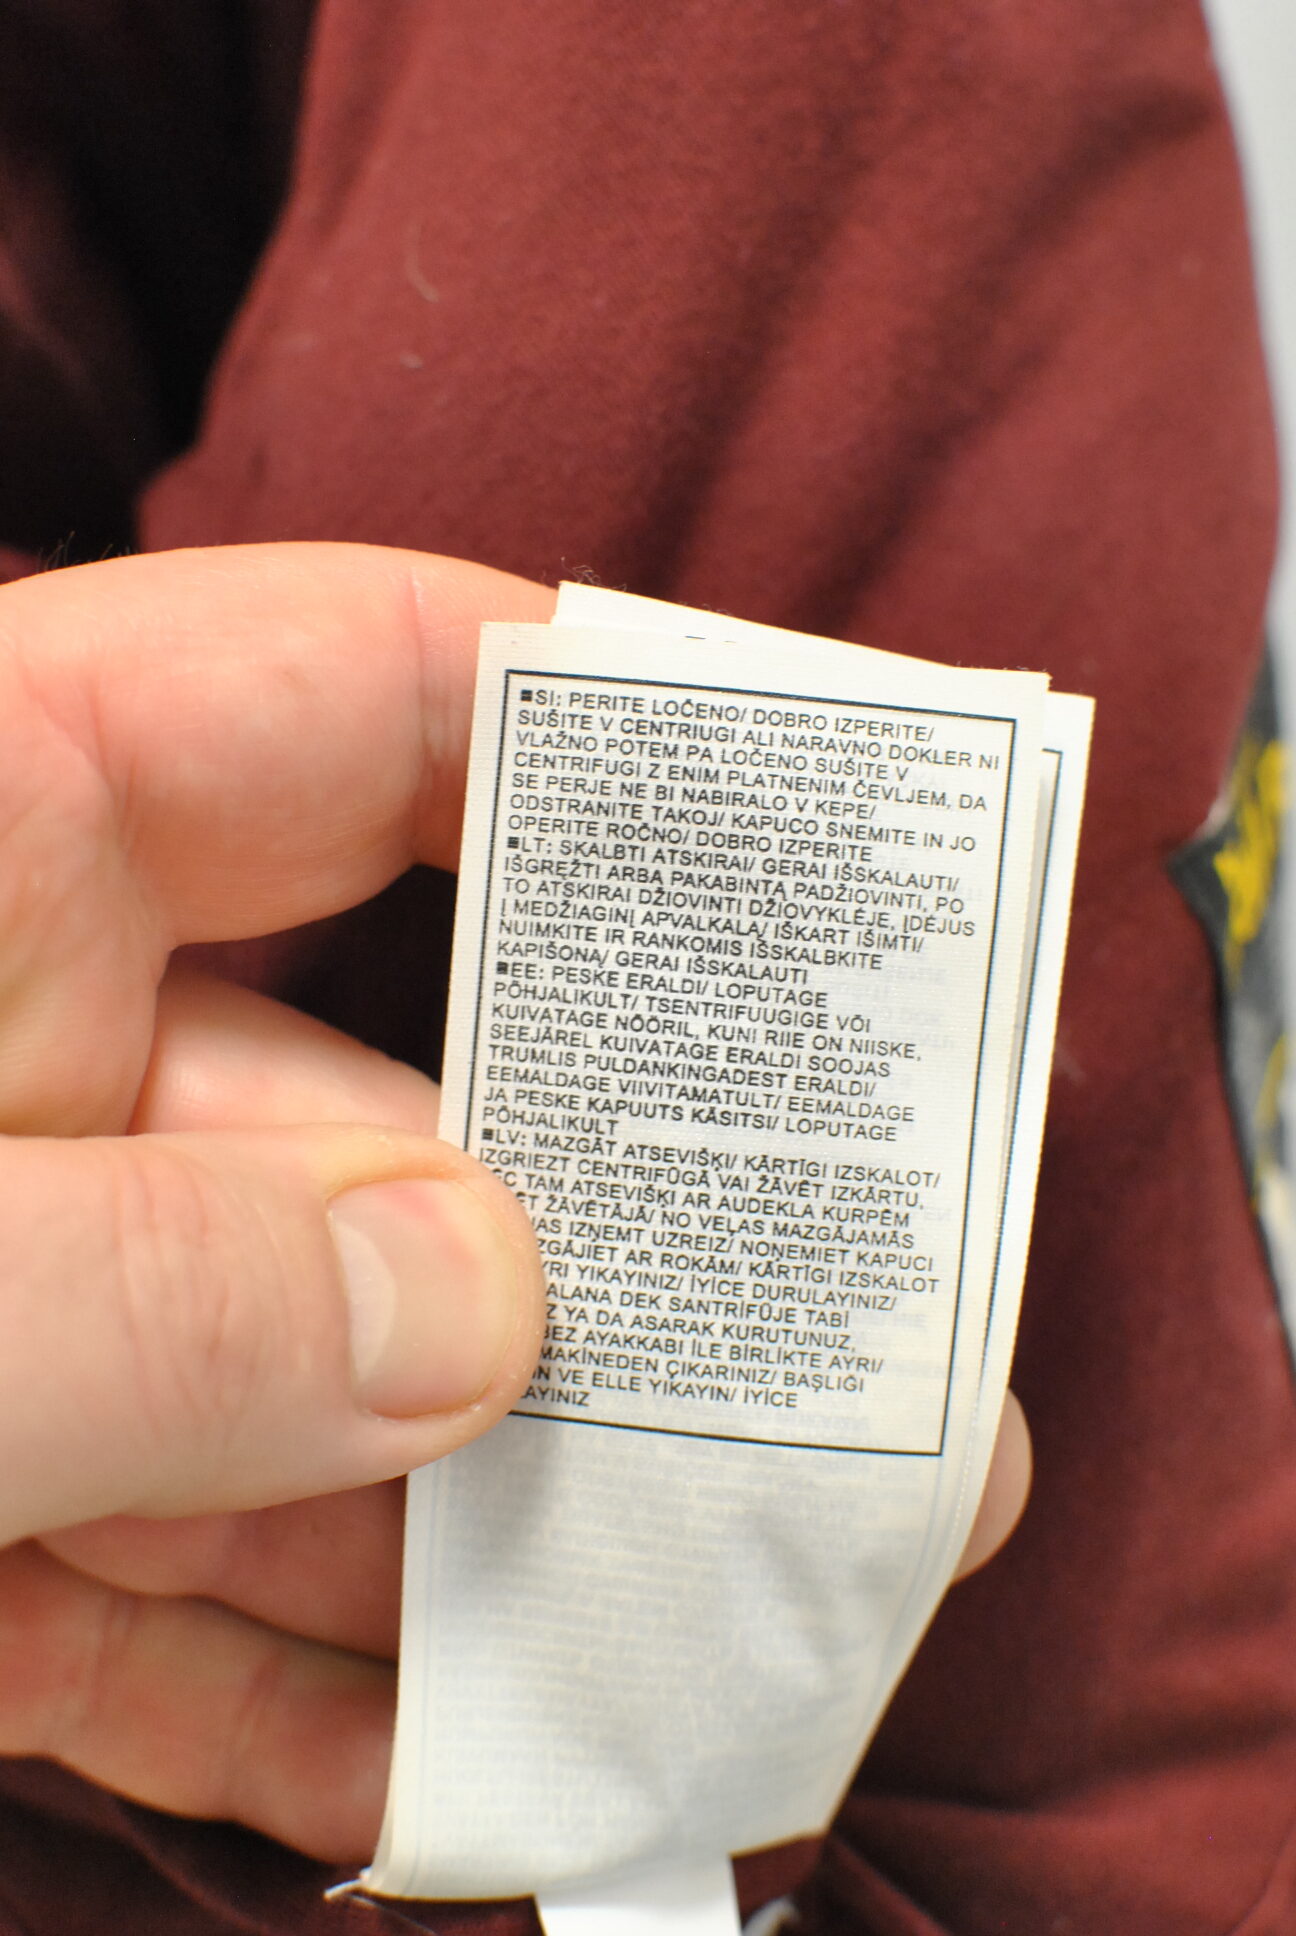 ■SI: PERITE LOČENO/ DOBRO IZPERITE/
SUŠITE V CENTRIUGI ALI NARAVNO DOKLER NI
VLAŽNO POTEM PA LOČENO SUŠITE V
CENTRIFUGI Z ENIM PLATNENIM ČEVLJEM, DA
SE PERJE NE BI NABIRALO V KEPE/
ODSTRANITE TAKOJ/ KAPUCO SNEMITE IN JO
OPERITE ROČNO/ DOBRO IZPERITE
■LT: SKALBTI ATSKIRAI/ GERAI IŠSKALAUTI/
IŠGRĘŽTI ARBA PAKABINTĄ PADŽIOVINTI, PO
TO ATSKIRAI DŽIOVINTI DŽIOVYKLĖJE, ĮDĖJUS
Į MEDŽIAGINĮ APVALKALĄ/ IŠKART IŠIMTI/
NUIMKITE IR RANKOMIS IŠSKALBKITE
KAPIŠONĄ/ GERAI IŠSKALAUTI
■EE: PESKE ERALDI/ LOPUTAGE
PÕHJALIKULT/ TSENTRIFUUGIGE VÕI
KUIVATAGE NÖÖRIL, KUNI RIIE ON NIISKE,
SEEJÄREL KUIVATAGE ERALDI SOOJAS
TRUMLIS PULDANKINGADEST ERALDI/
EEMALDAGE VIIVITAMATULT/ EEMALDAGE
JA PESKE KAPUUTS KÄSITSI/ LOPUTAGE
PÕHJALIKULT
■LV: MAZGĀT ATSEVIŠĶI/ KĀRTĪGI IZSKALOT/
IZGRIEZT CENTRIFŪGĀ VAI ŽĀVĒT IZKĀRTU,
TAM ATSEVIŠĶI AR AUDEKLA KURPĒM
ŽĀVĒTĀJĀ/ NO VEĻAS MAZGĀJAMĀS
IZŅEMT UZREIZ/ NOŅEMIET KAPUCI
AR ROKĀM/ KĀRTĪGI IZSKALOT
YIKAYINIZ/ İYİCE DURULAYINIZ/
DEK SANTRİFÜJE TABİ
YA DA ASARAK KURUTUNUZ,
BEZ AYAKKABI İLE BİRLİKTE AYRI/
MAKİNEDEN ÇIKARINIZ/ BAŞLIĞI
VE ELLE YIKAYIN/ İYİCE